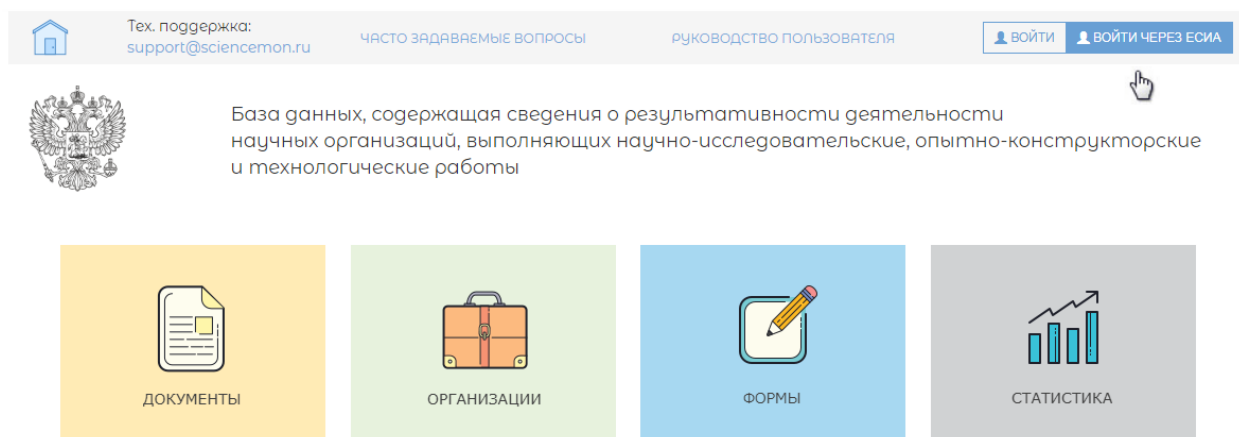 Тех. поддержка:
support@sciencemon.ru
ЧАСТО ЗАДАВАЕМЫЕ ВОПРОСЫ
РУКОВОДСТВО ПОЛЬЗОВАТЕЛЯ
ВОЙТИ
ВОЙТИ ЧЕРЕЗ ЕСИА
База данных, содержащая сведения о результативности деятельности
научных организаций, выполняющих научно-исследовательские, опытно-конструкторские
и технологические работы
ДОКУМЕНТЫ
ОРГАНИЗАЦИИ
ФОРМЫ
СТАТИСТИКА